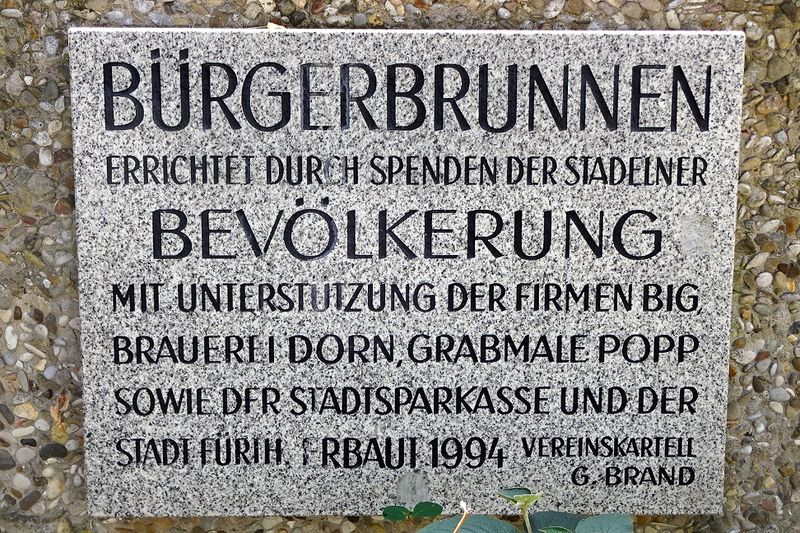 BÜRGERBRUNNEN
ERRICHTET DURCH SPENDEN DER STADELNER
BEVÖLKERUNG
MIT UNTERSTÜTZUNG DER FIRMEN BIG,
BRAUEREI DORN, GRABMALE POPP
SOWIE DER STADTSPARKASSE UND DER
STADT FÜRTH. ERBAUT 1994 VEREINSKARTELL
G. BRAND